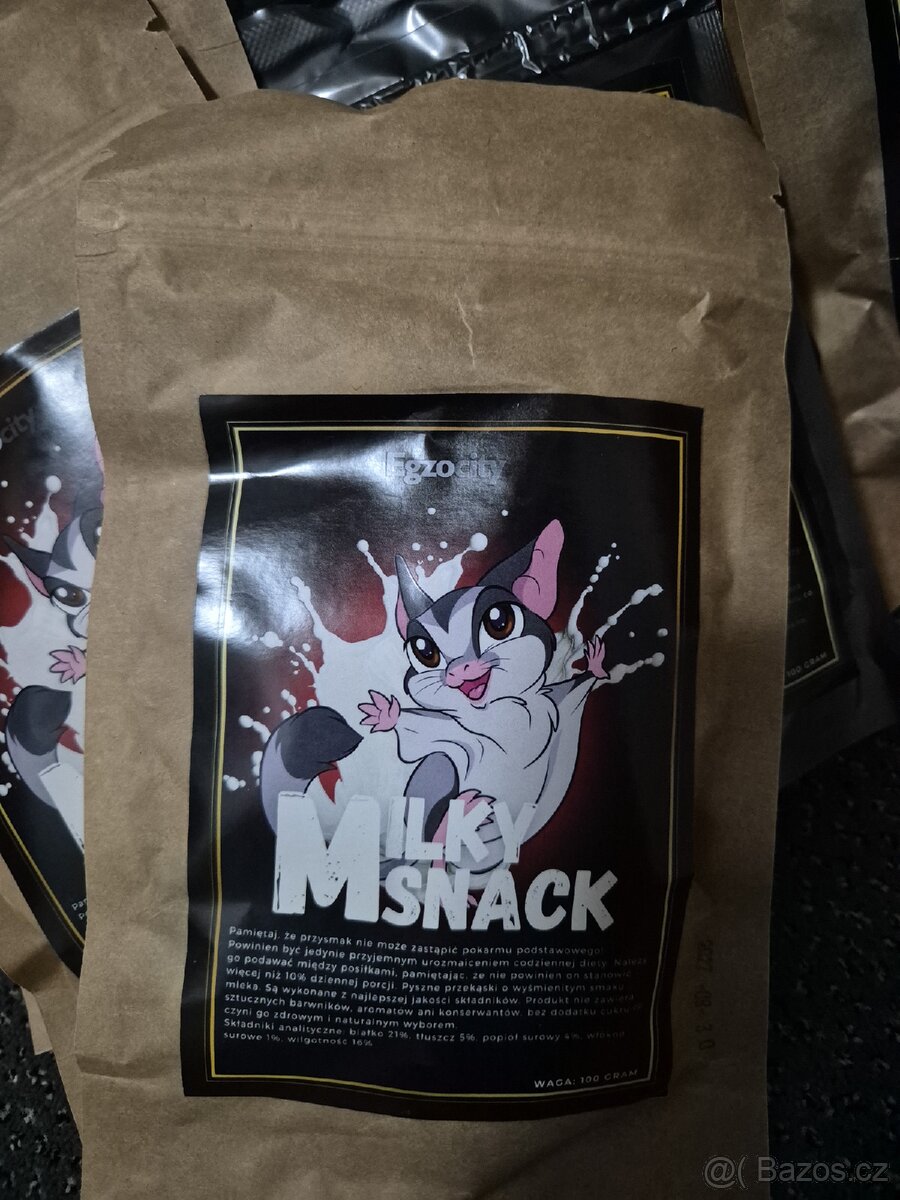 Egzocity
MILKY
SNACK
Pamiętaj, że przysmak nie może zastąpić pokarmu podstawowego!
Powinien być jedynie przyjemnym urozmaiceniem codziennej diety. Należy
go podawać między posiłkami, pamiętając, że nie powinien on stanowić
więcej niż 10% dziennej porcji. Pyszne przekąski o wyśmienitym smaku
mleka. Są wykonane z najlepszej jakości składników. Produkt nie zawiera
sztucznych barwników, aromatów ani konserwantów, bez dodatku cukru
czyni go zdrowym i naturalnym wyborem.
Składniki analityczne: białko 21%, tłuszcz 5%, popiół surowy 4%, włókno
surowe 1%, wilgotność 16%
WAGA: 100 GRAM
city
100 GRAM
@( Bazos.cz